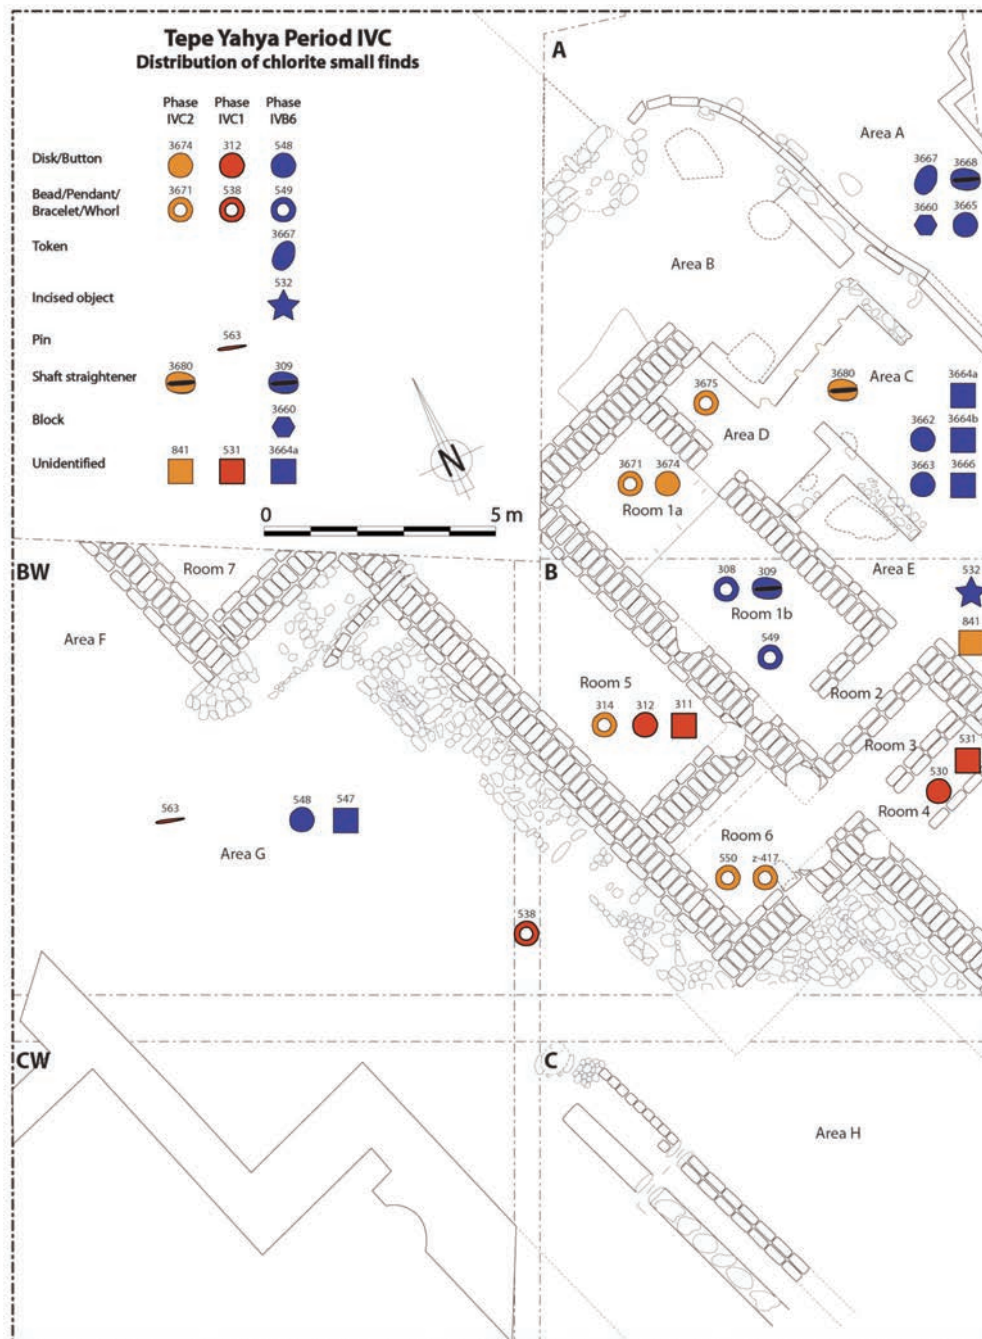 Tepe Yahya Period IVC
Distribution of chlorite small finds
Phase IVC2 Phase IVC1 Phase IVB6
Disk/Button 3674 312 548
Bead/Pendant/
Bracelet/Whorl 3671 538 549
Token 3667
Incised object 532
Pin 563
Shaft straightener 3680 309
Block 3660
Unidentified 841 531 3664a
N
0 5 m
A
Area A
3667 3668
3660 3665
Area B
Area C
3680 3664a
3675
Area D
3662 3664b
3671 3674
3663 3666
Room 1a
BW
Room 7
B
Area E
308 309 532
Room 1b
Area F
841
549
Room 5
Room 2
314 312 311
Room 3
531
530
Room 4
563 548 547
Area G
Room 6
550 z-417
538
CW
C
Area H